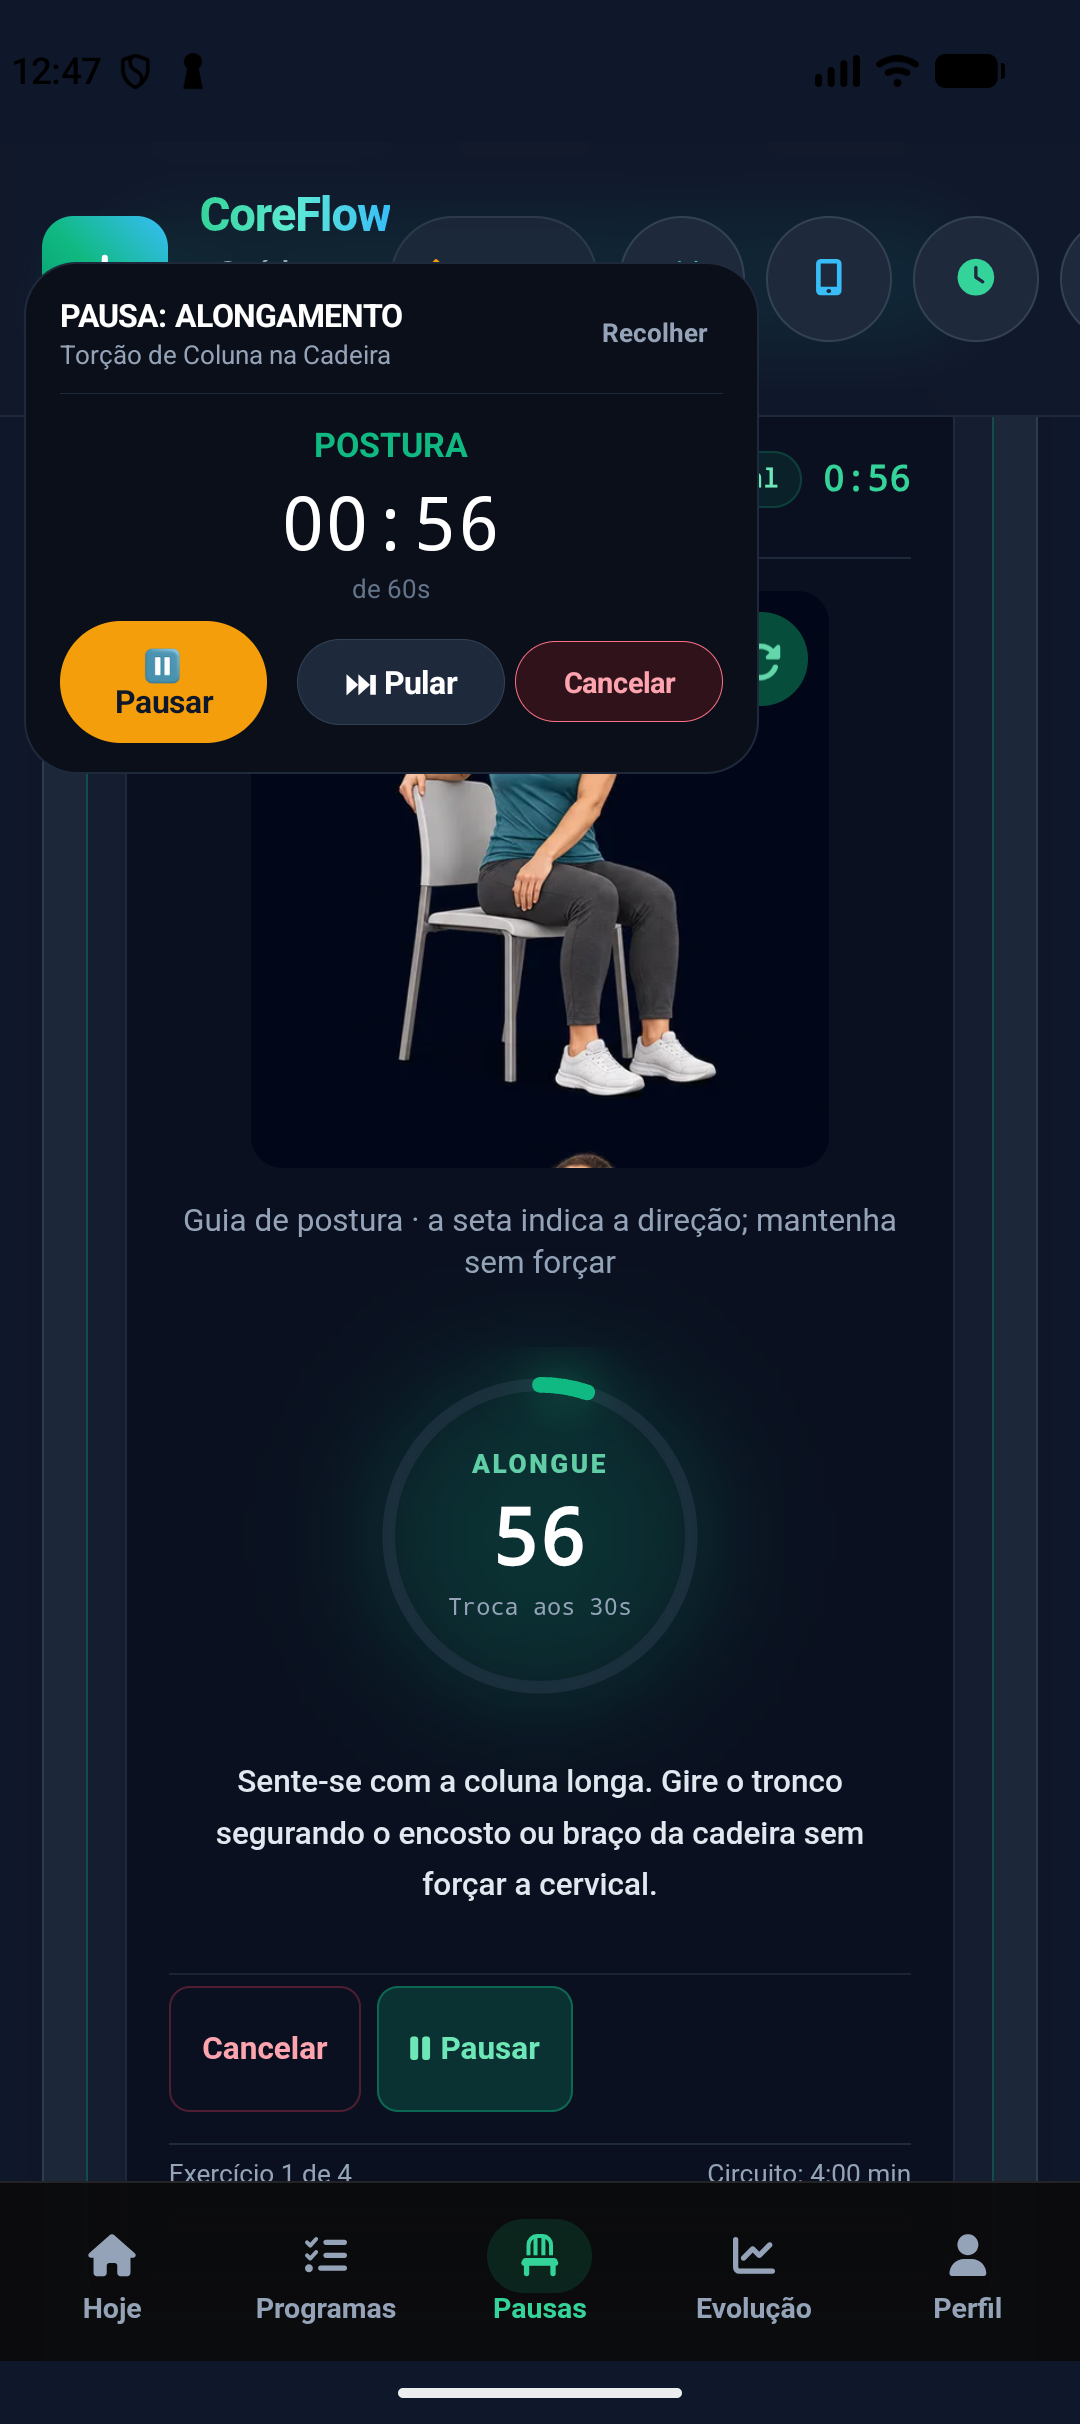 12:47
CoreFlow
PAUSA: ALONGAMENTO
Torção de Coluna na Cadeira
Recolher
POSTURA
00:56
de 60s
Pausar
Pular
Cancelar
0:56
Guia de postura · a seta indica a direção; mantenha
sem forçar
ALONGUE
56
Troca aos 30s
Sente-se com a coluna longa. Gire o tronco
segurando o encosto ou braço da cadeira sem
forçar a cervical.
Cancelar
Pausar
Exercício 1 de 4
Circuito: 4:00 min
Hoje
Programas
Pausas
Evolução
Perfil